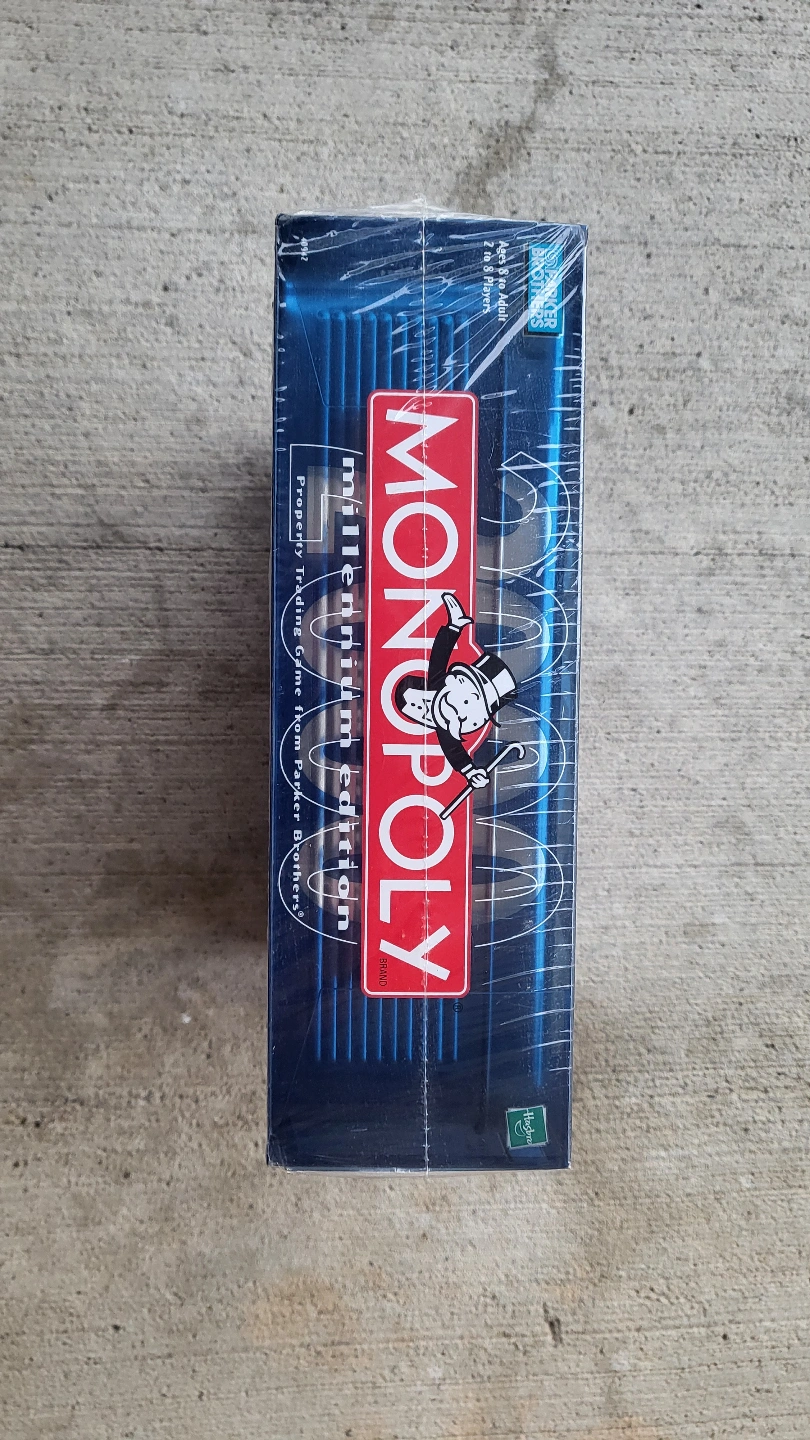 PARKER
BROTHERS
Ages 8 to Adult
2 to 8 Players
MONOPOLY
BRAND
®
millennium edition
Property Trading Game from Parker Brothers®
2000
Hasbro